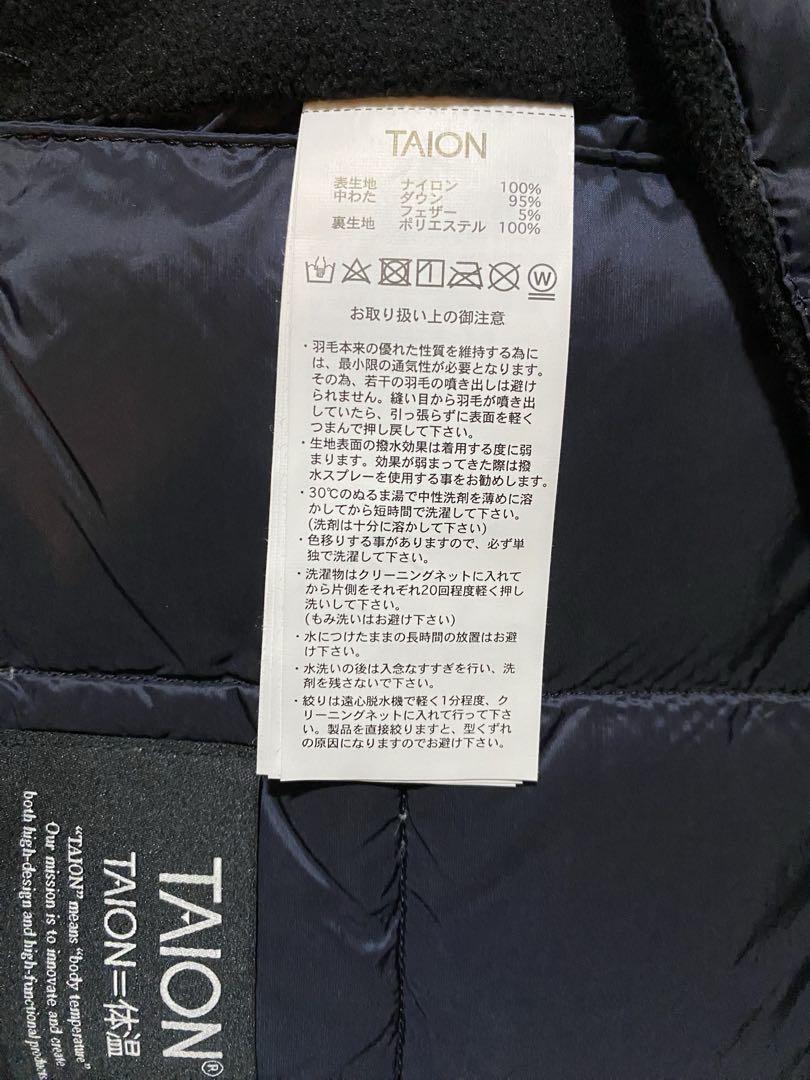 TAION
表生地 ナイロン 100%
中わた ダウン 95%
フェザー 5%
裏生地 ポリエステル 100%
W
お取り扱い上の御注意
・羽毛本来の優れた性質を維持する為に
は、最小限の通気性が必要となります。
その為、若干の羽毛の噴き出しは避け
られません。縫い目から羽毛が噴き出
していたら、引っ張らずに表面を軽く
つまんで押し戻して下さい。
・生地表面の撥水効果は着用する度に弱
まります。効果が弱まってきた際は撥
水スプレーを使用する事をお勧めします。
・30℃のぬるま湯で中性洗剤を薄めに溶
かしてから短時間で洗濯して下さい。
(洗剤は十分に溶かして下さい)
・色移りする事がありますので、必ず単
独で洗濯して下さい。
・洗濯物はクリーニングネットに入れて
から片側をそれぞれ20回程度軽く押し
洗いして下さい。
(もみ洗いはお避け下さい)
・水につけたままの長時間の放置はお避
け下さい。
・水洗いの後は入念なすすぎを行い、洗
剤を残さないで下さい。
・絞りは遠心脱水機で軽く1分程度、ク
リーニングネットに入れて行って下さ
い。製品を直接絞りますと、型くずれ
の原因になりますのでお避け下さい。
TAION®
TAION=体温
"TAION" means "body temperature"
Our mission is to innovate and create
both high-design and high-functional products